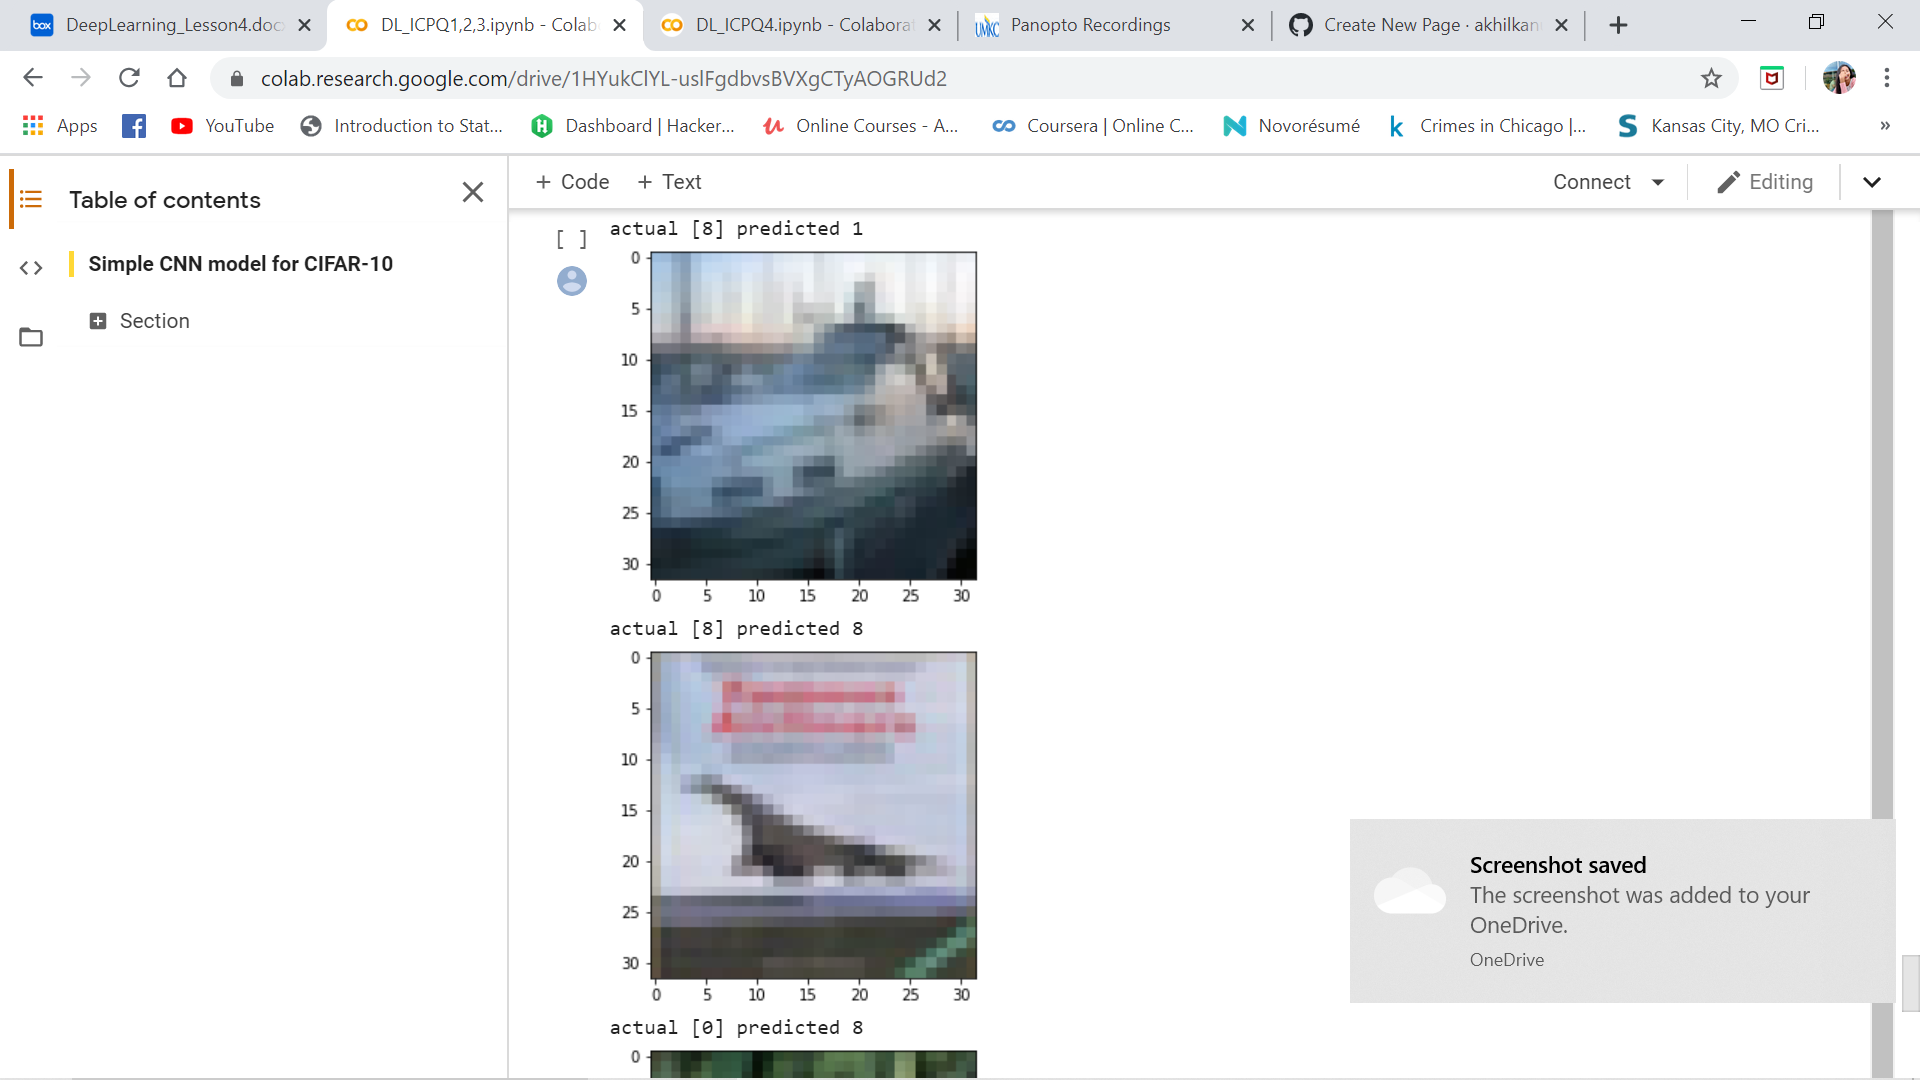 DeepLearning_Lesson4.doc
DL_ICPQ1,2,3.ipynb - Colab
DL_ICPQ4.ipynb - Colaborat
UMKC
Panopto Recordings
Create New Page · akhilkan
box
colab.research.google.com/drive/1HYukClYL-uslFgdbvsBVXgCTyAOGRUd2
Apps
YouTube
Introduction to Stat...
Dashboard | Hacker...
Online Courses - A...
Coursera | Online C...
Novorésumé
Crimes in Chicago |...
Kansas City, MO Cri...
»
Table of contents
Simple CNN model for CIFAR-10
Section
+ Code
+ Text
Connect
Editing
[ ]
actual [8] predicted 1
0
5
10
15
20
25
30
0 5 10 15 20 25 30
actual [8] predicted 8
0
5
10
15
20
25
30
0 5 10 15 20 25 30
actual [0] predicted 8
0
Screenshot saved
The screenshot was added to your
OneDrive.
OneDrive